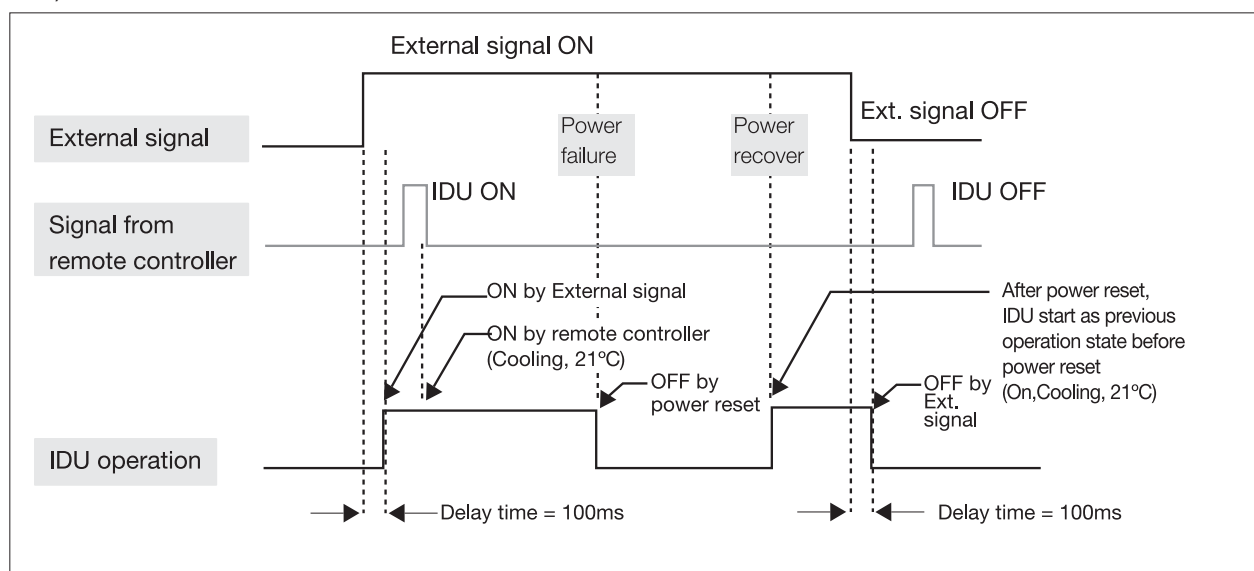 External signal ON
Ext. signal OFF
External signal
Power
failure
Power
recover
IDU ON
IDU OFF
Signal from
remote controller
ON by External signal
ON by remote controller
(Cooling, 21ºC)
OFF by
power reset
After power reset,
IDU start as previous
operation state before
power reset
(On,Cooling, 21ºC)
OFF by
Ext.
signal
IDU operation
Delay time = 100ms
Delay time = 100ms